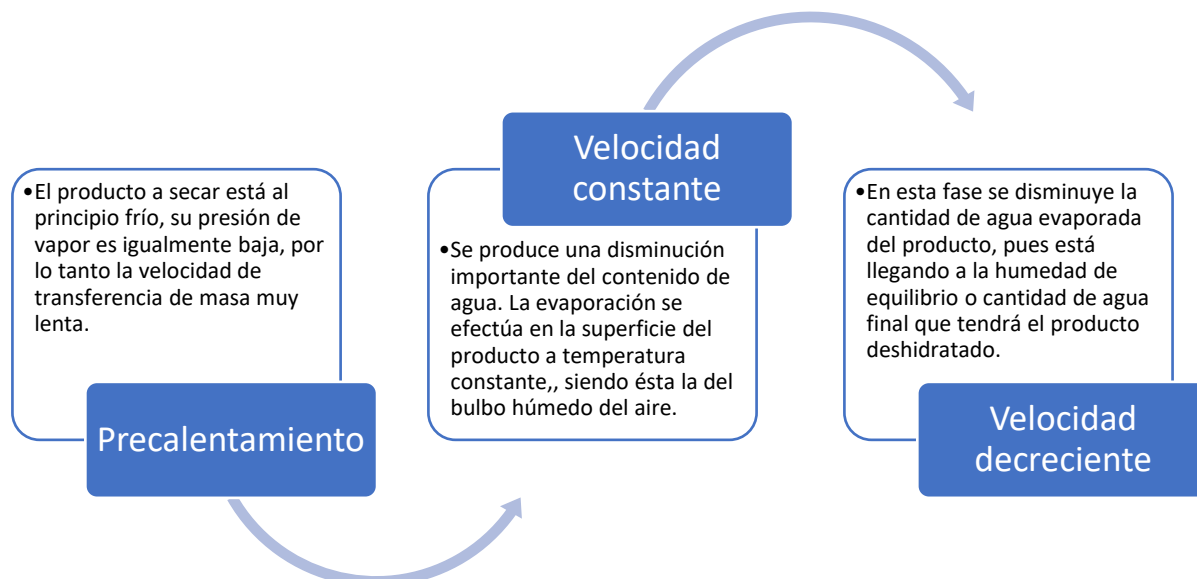 •El producto a secar está al
principio frío, su presión de
vapor es igualmente baja, por
lo tanto la velocidad de
transferencia de masa muy
lenta.
Precalentamiento
Velocidad
constante
•Se produce una disminución
importante del contenido de
agua. La evaporación se
efectúa en la superficie del
producto a temperatura
constante,, siendo ésta la del
bulbo húmedo del aire.
•En esta fase se disminuye la
cantidad de agua evaporada
del producto, pues está
llegando a la humedad de
equilibrio o cantidad de agua
final que tendrá el producto
deshidratado.
Velocidad
decreciente